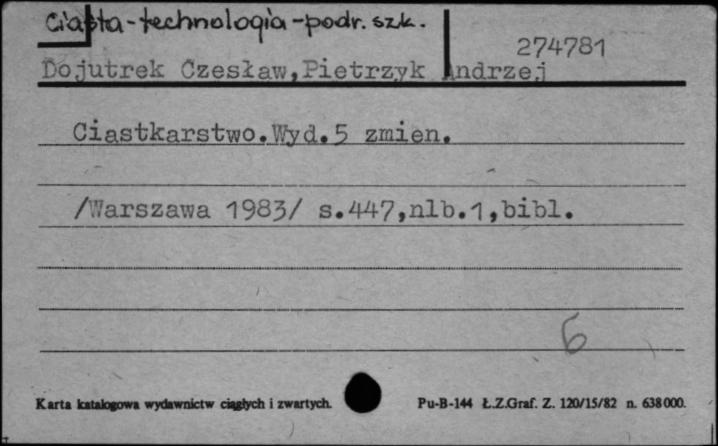 Ciasta-technologia-podr. szk.
274781
Dojutrek Czesław,Pietrzyk Andrzej
Ciastkarstwo.Wyd.5 zmien.
/Warszawa 1983/ s.447,nlb.1,bibl.
6
Karta katalogowa wydawnictw ciągłych i zwartych. Pu-B-144 Ł.Z.Graf. Z. 120/15/82 n. 638000.